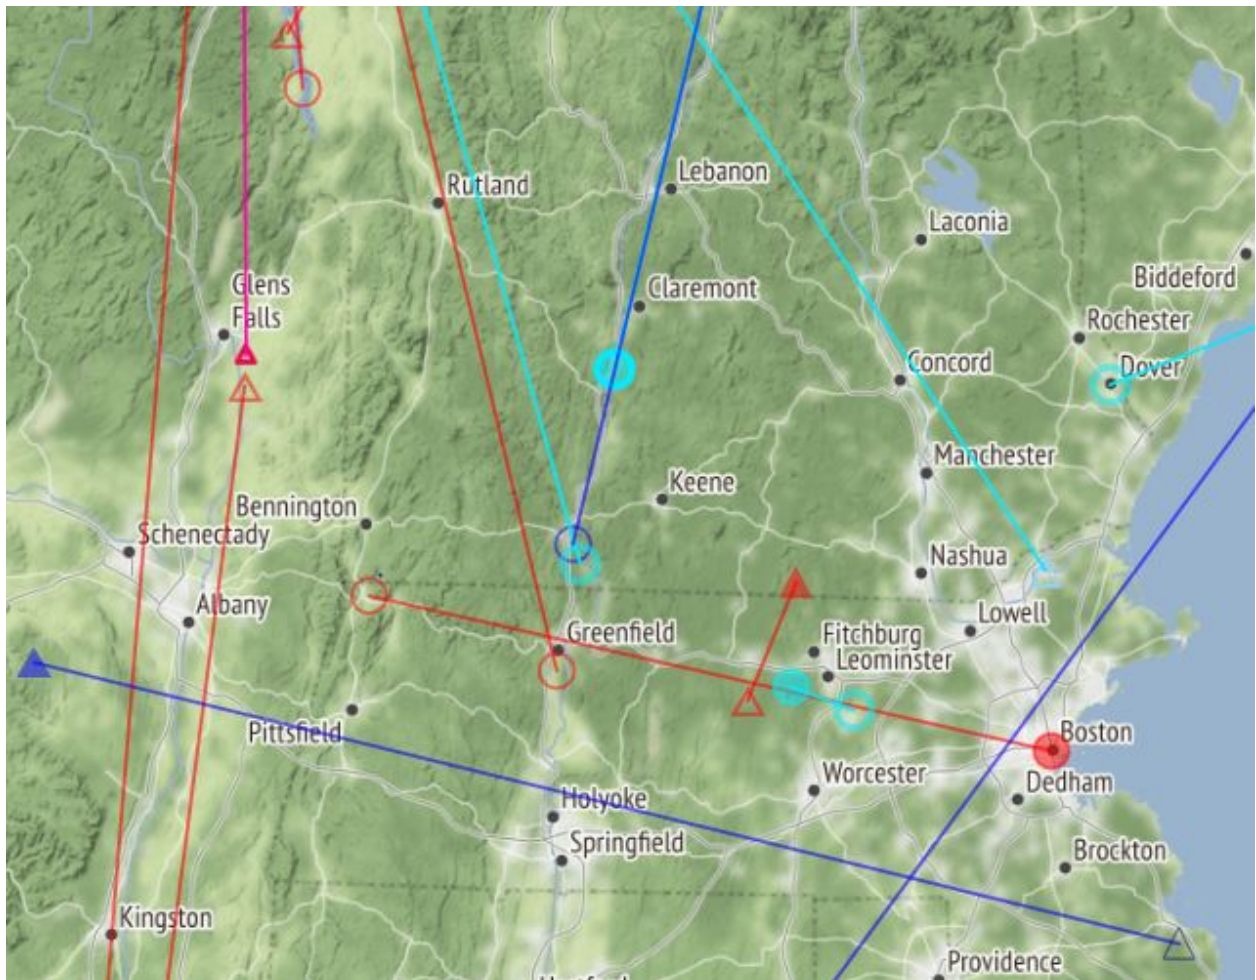 Rutland
Lebanon
Laconia
Biddeford
Glens
Falls
Claremont
Rochester
Concord
Dover
Manchester
Keene
Bennington
Schenectady
Nashua
Albany
Lowell
Greenfield
Fitchburg
Leominster
Pittsfield
Boston
Worcester
Dedham
Holyoke
Springfield
Brockton
Kingston
Providence